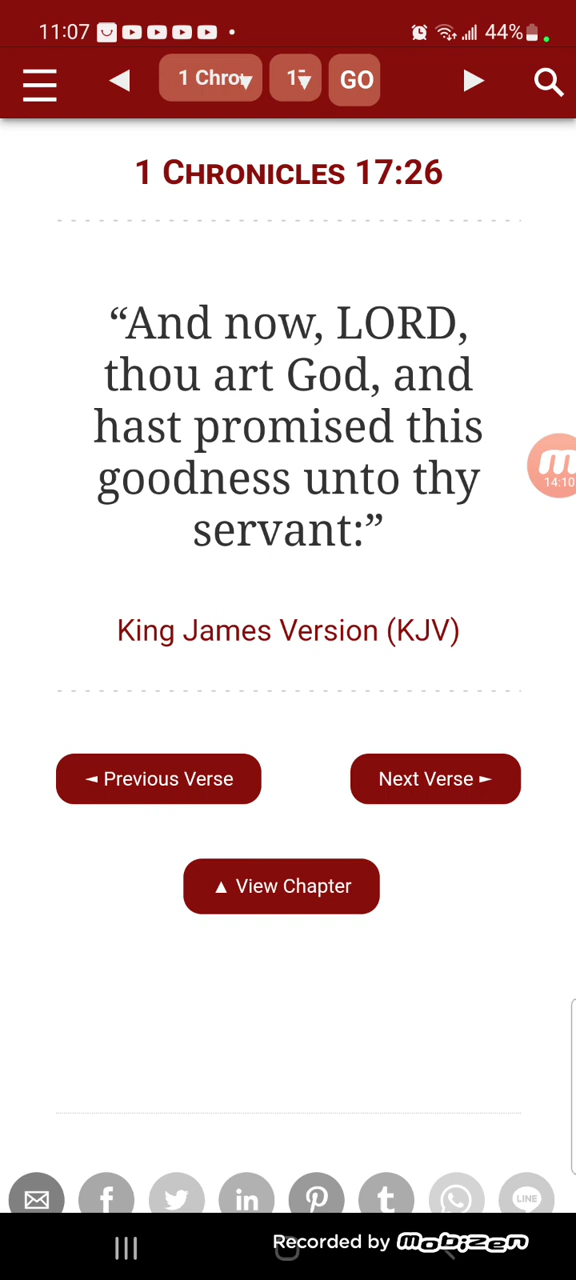 11:07 44%
1 Chro 1 GO
1 CHRONICLES 17:26
“And now, LORD,
thou art God, and
hast promised this
goodness unto thy
servant:”
14:10
King James Version (KJV)
◄ Previous Verse Next Verse ►
▲ View Chapter
LINE
Recorded by mobizen